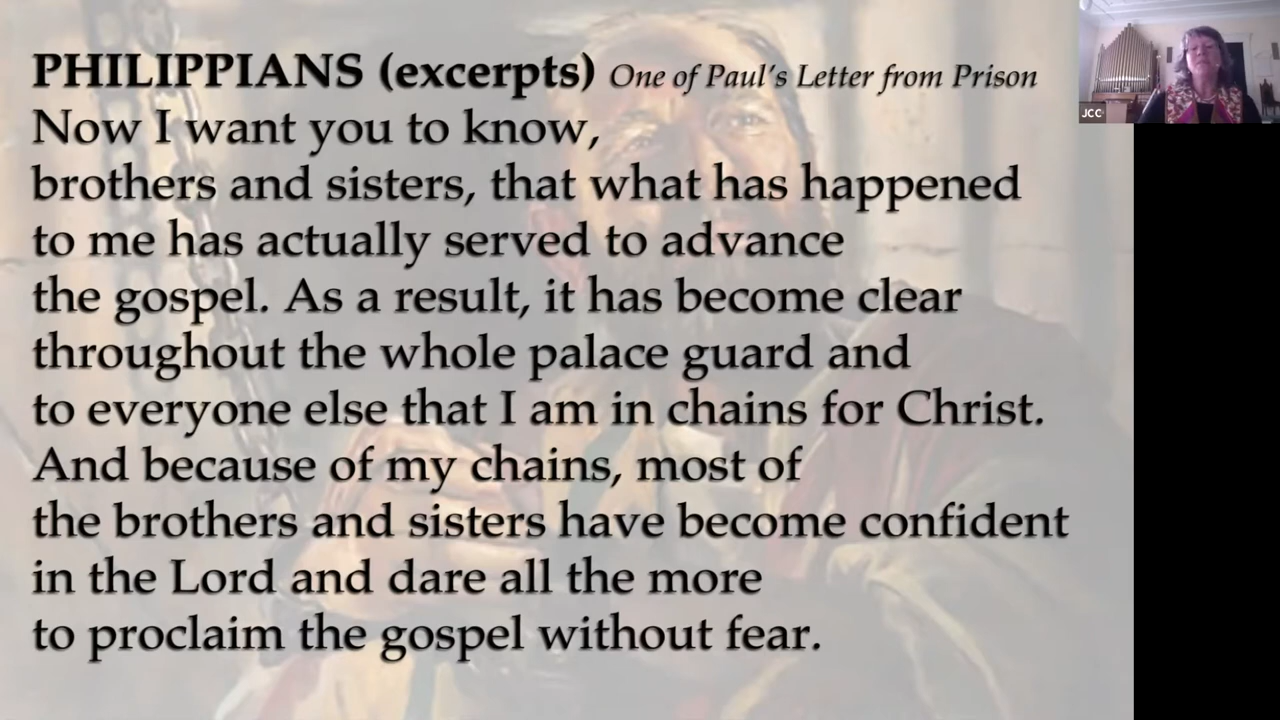 PHILIPPIANS (excerpts) One of Paul's Letter from Prison
Now I want you to know,
brothers and sisters, that what has happened
to me has actually served to advance
the gospel. As a result, it has become clear
throughout the whole palace guard and
to everyone else that I am in chains for Christ.
And because of my chains, most of
the brothers and sisters have become confident
in the Lord and dare all the more
to proclaim the gospel without fear.
JCC